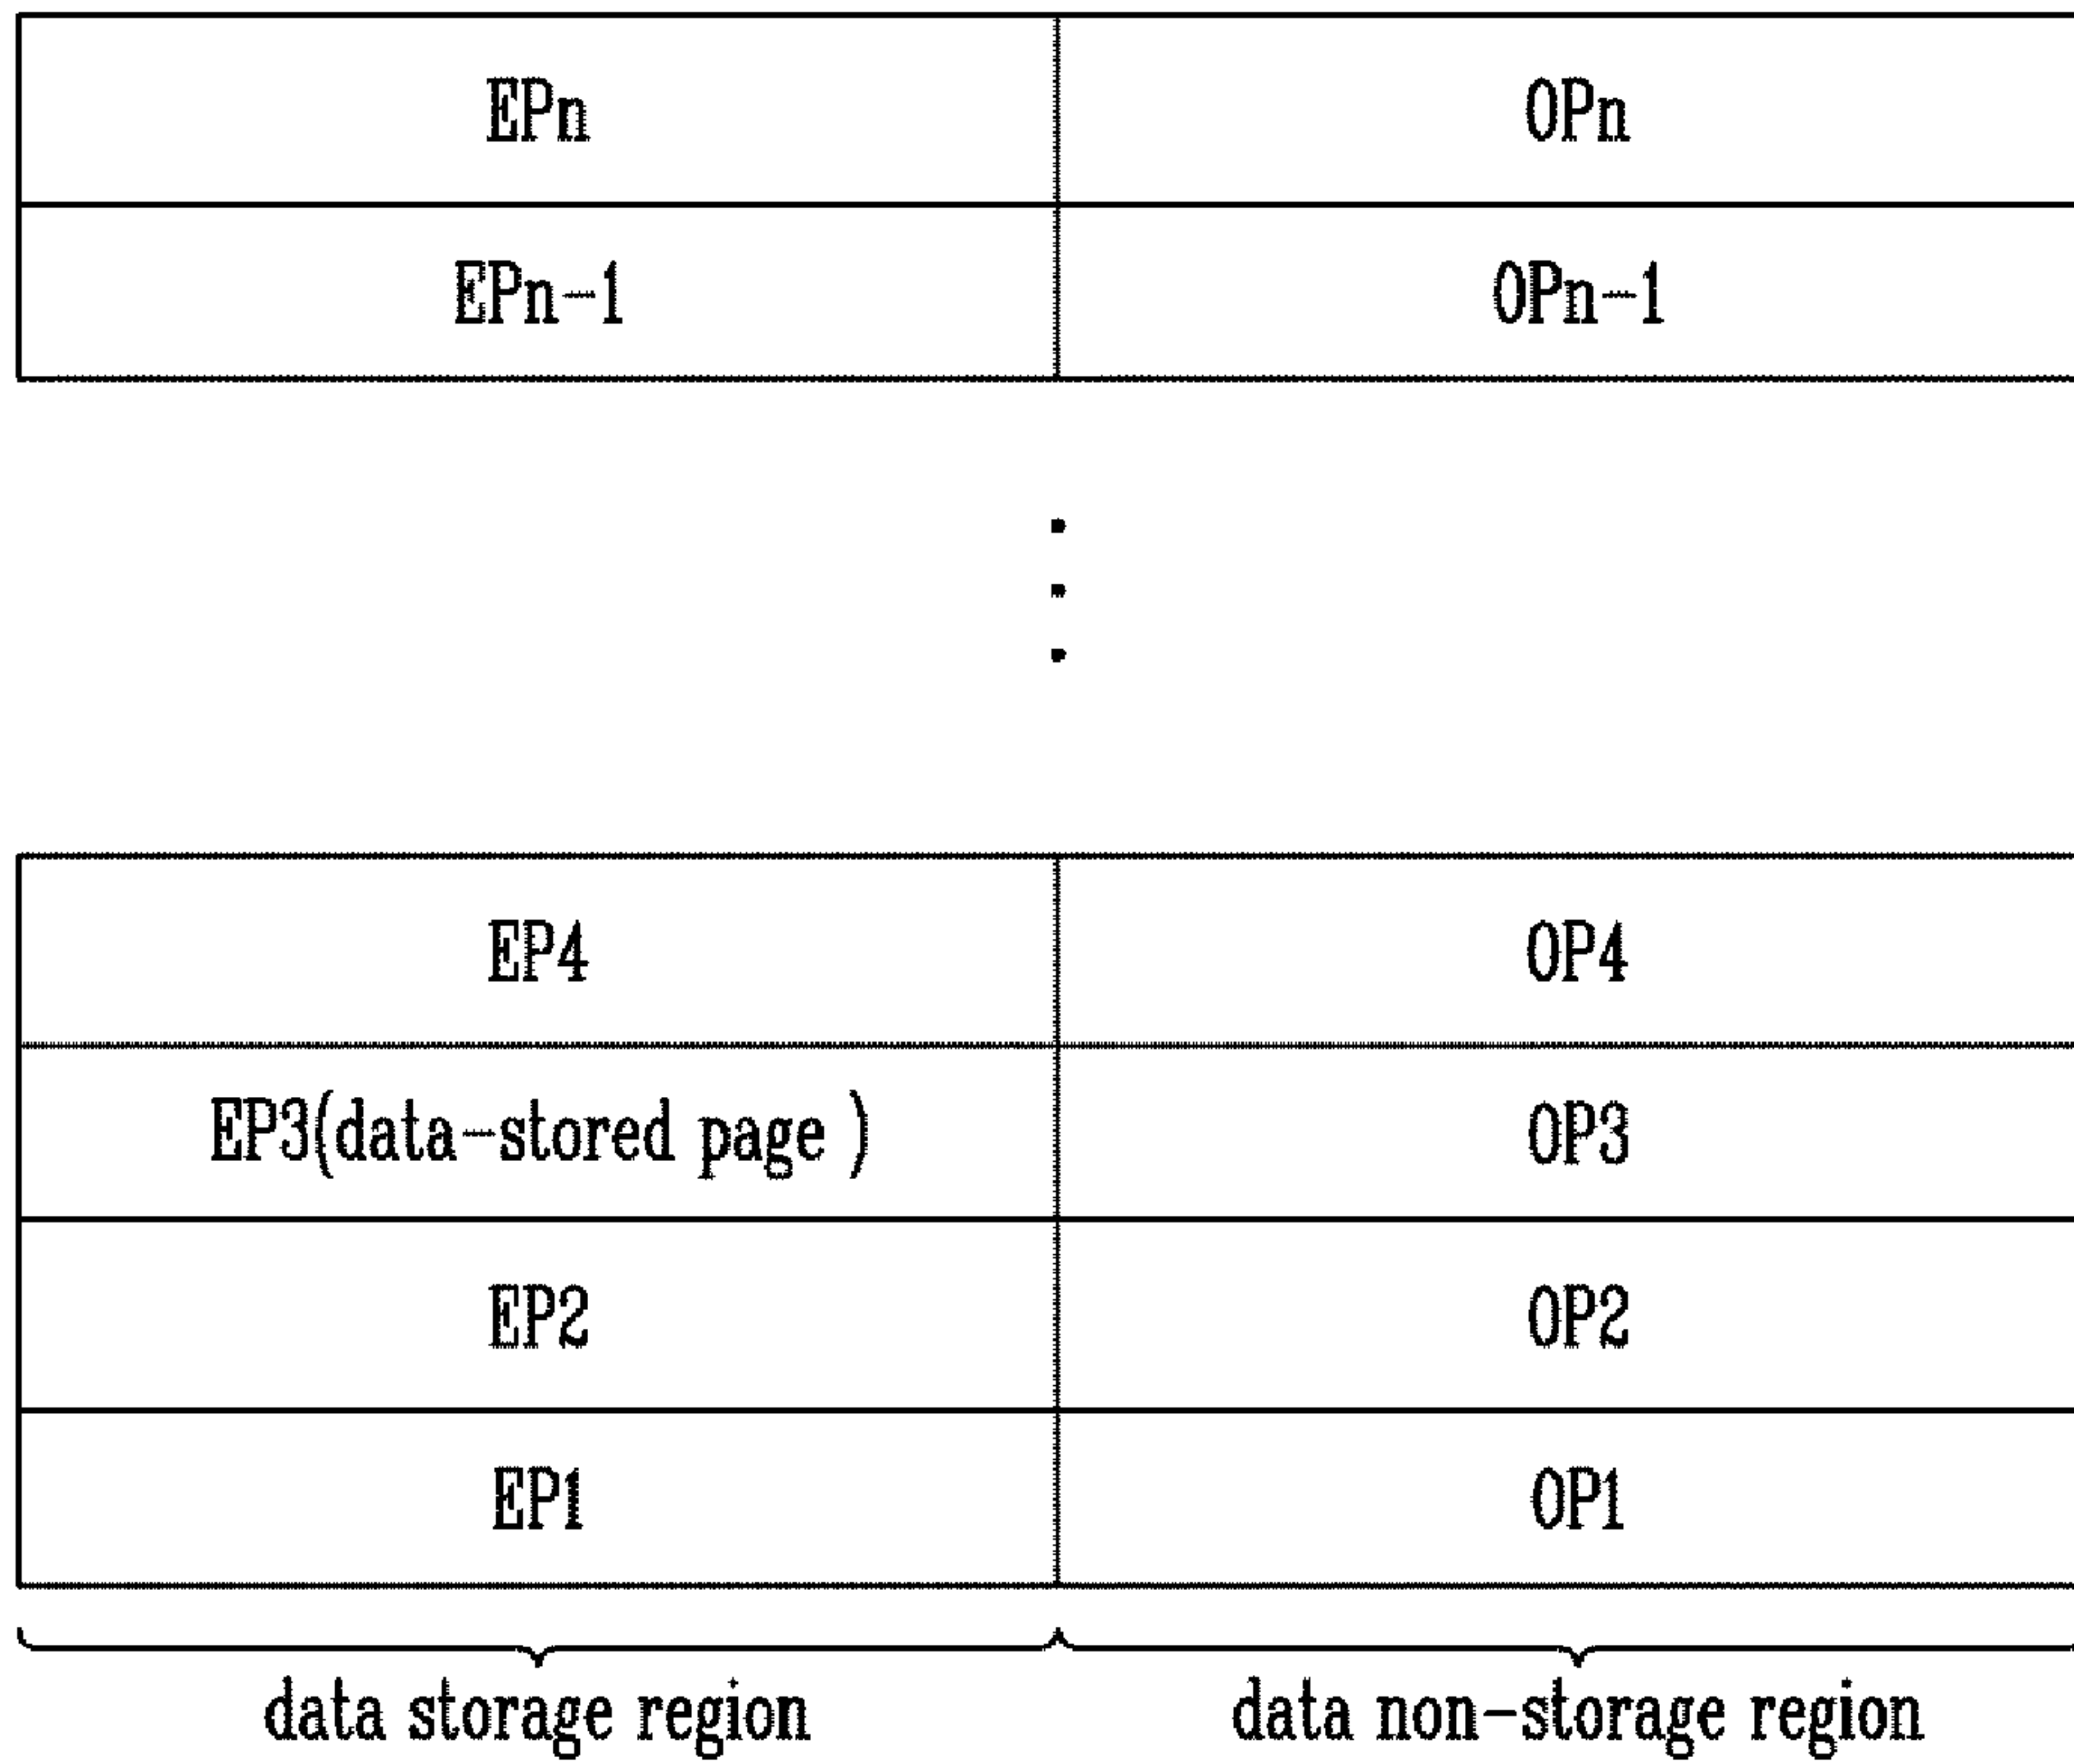 EPn OPn
EPn-1 OPn-1
EP4 OP4
EP3(data-stored page ) OP3
EP2 OP2
EP1 OP1
data storage region data non-storage region